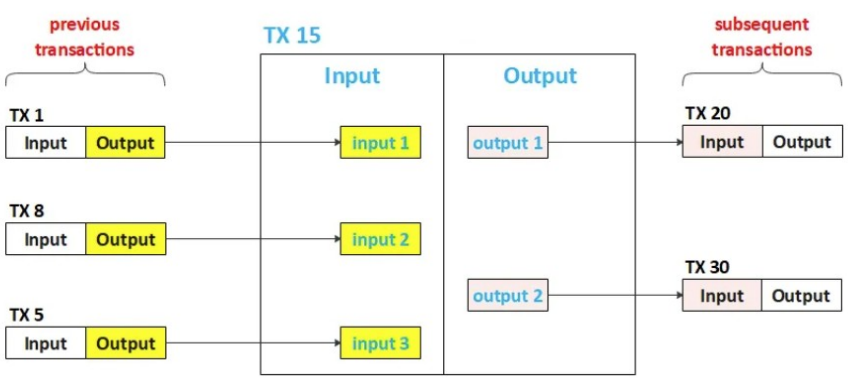 previous
transactions
TX 15
subsequent
transactions
Input
Output
TX 1
Input Output
input 1
output 1
TX 20
Input Output
TX 8
Input Output
input 2
TX 30
output 2
Input Output
TX 5
Input Output
input 3